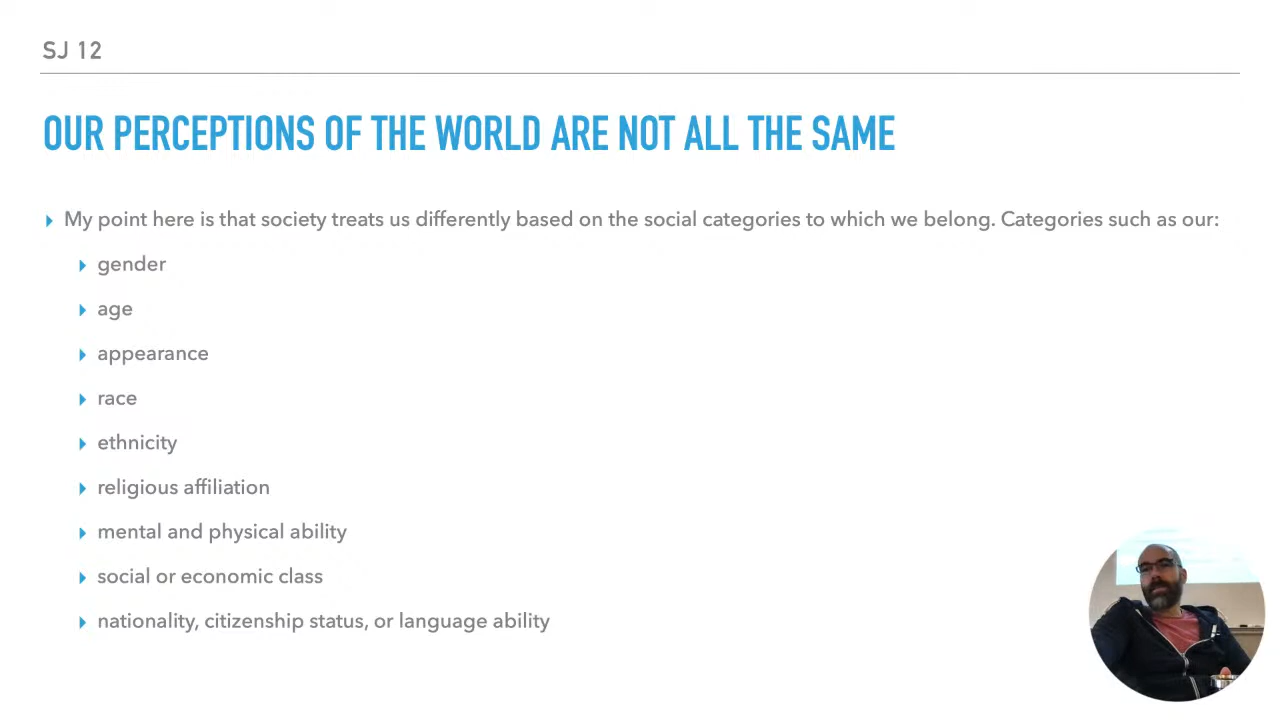 SJ 12
OUR PERCEPTIONS OF THE WORLD ARE NOT ALL THE SAME
My point here is that society treats us differently based on the social categories to which we belong. Categories such as our:
gender
age
appearance
race
ethnicity
religious affiliation
mental and physical ability
social or economic class
nationality, citizenship status, or language ability